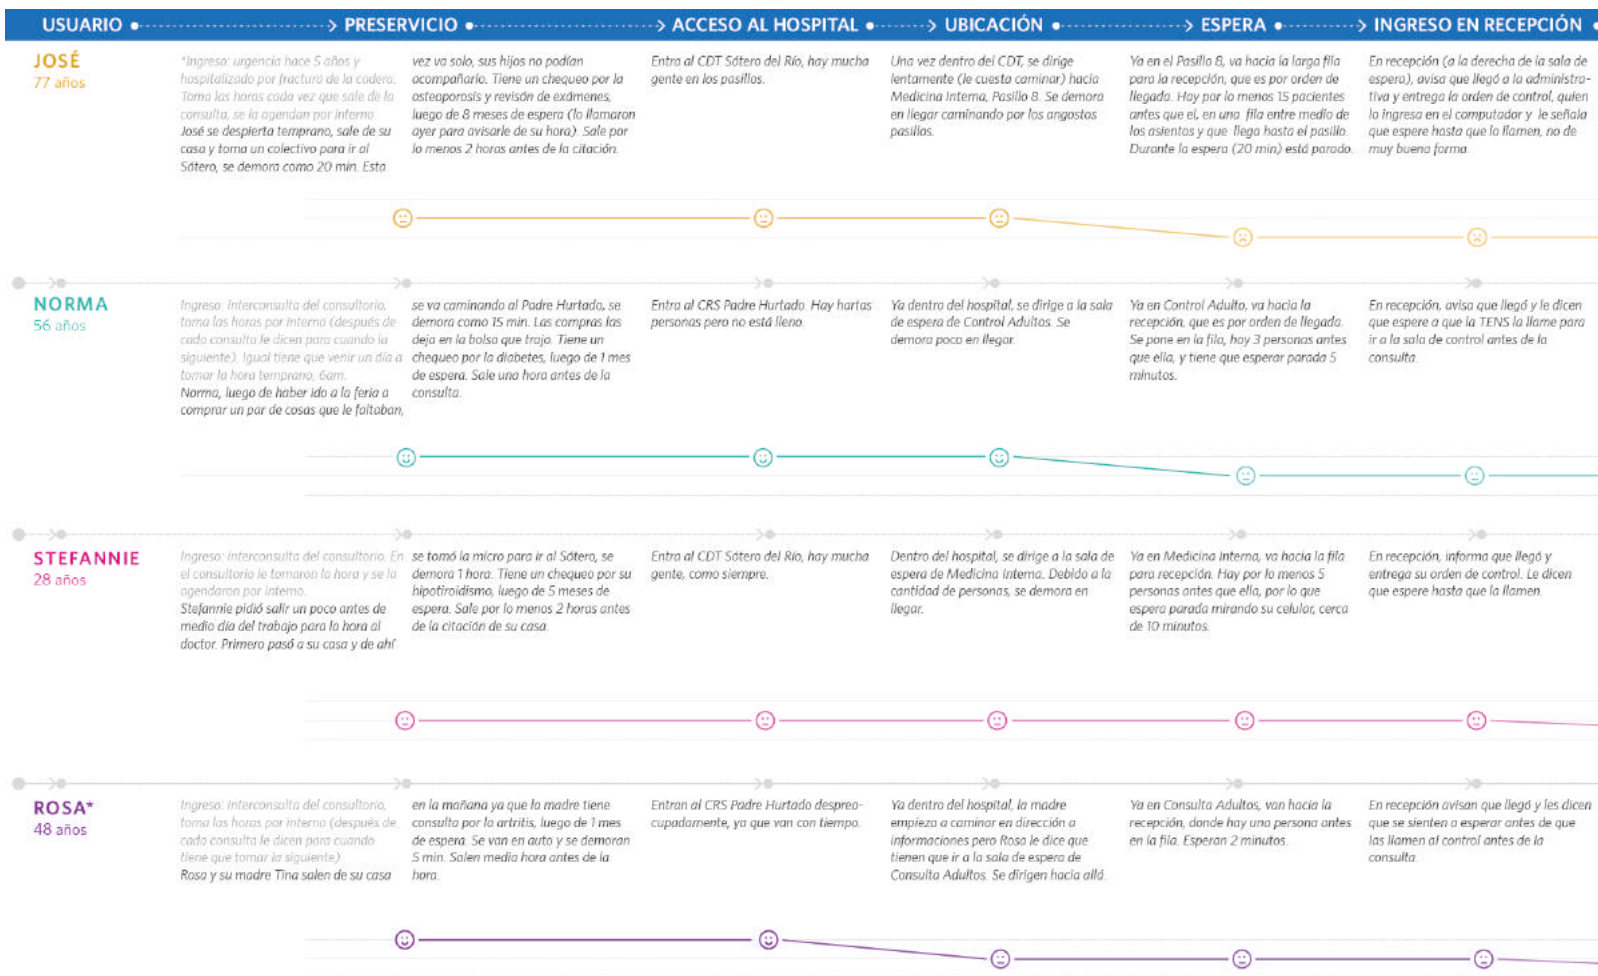 USUARIO
PRESERVICIO
ACCESO AL HOSPITAL
UBICACIÓN
ESPERA
INGRESO EN RECEPCIÓN
JOSÉ
77 años
*Ingreso: urgencia hace 5 años y
hospitalizado por fractura de la cadera.
Toma las horas cada vez que sale de la
consulta, se la agendan por interno.
José se despierta temprano, sale de su
casa y toma un colectivo para ir al
Sótero, se demora como 20 min. Esta
vez va solo, sus hijos no podían
acompañarlo. Tiene un chequeo por la
osteoporosis y revisón de exámenes,
luego de 8 meses de espera (lo llamaron
ayer para avisarle de su hora). Sale por
lo menos 2 horas antes de la citación.
Entra al CDT Sótero del Río, hay mucha
gente en los pasillos.
Una vez dentro del CDT, se dirige
lentamente (le cuesta caminar) hacia
Medicina Interna, Pasillo 8. Se demora
en llegar caminando por los angostos
pasillos.
Ya en el Pasillo 8, va hacia la larga fila
para la recepción, que es por orden de
llegada. Hay por lo menos 15 pacientes
antes que el, en una fila entre medio de
los asientos y que llega hasta el pasillo.
Durante la espera (20 min) está parado.
En recepción (a la derecha de la sala de
espera), avisa que llegó a la administra-
tiva y entrega la orden de control, quien
lo ingresa en el computador y le señala
que espere hasta que lo llamen, no de
muy buena forma.
NORMA
56 años
Ingreso: interconsulta del consultorio,
toma las horas por interno (después de
cada consulta le dicen para cuando la
siguiente). Igual tiene que venir un día a
tomar la hora temprano, 6am.
Norma, luego de haber ido a la feria a
comprar un par de cosas que le faltaban,
se va caminando al Padre Hurtado, se
demora como 15 min. Las compras las
deja en la bolsa que trajo. Tiene un
chequeo por la diabetes, luego de 1 mes
de espera. Sale una hora antes de la
consulta.
Entra al CRS Padre Hurtado. Hay hartas
personas pero no está lleno.
Ya dentro del hospital, se dirige a la sala
de espera de Control Adultos. Se
demora poco en llegar.
Ya en Control Adulto, va hacia la
recepción, que es por orden de llegada.
Se pone en la fila, hay 3 personas antes
que ella, y tiene que esperar parada 5
minutos.
En recepción, avisa que llegó y le dicen
que espere a que la TENS la llame para
ir a la sala de control antes de la
consulta.
STEFANNIE
28 años
Ingreso: interconsulta del consultorio. En
el consultorio le tomaron la hora y se la
agendaron por interno.
Stefannie pidió salir un poco antes de
medio día del trabajo para la hora al
doctor. Primero pasó a su casa y de ahí
se tomó la micro para ir al Sótero, se
demora 1 hora. Tiene un chequeo por su
hipotiroidismo, luego de 5 meses de
espera. Sale por lo menos 2 horas antes
de la citación de su casa.
Entra al CDT Sótero del Río, hay mucha
gente, como siempre.
Dentro del hospital, se dirige a la sala de
espera de Medicina Interna. Debido a la
cantidad de personas, se demora en
llegar.
Ya en Medicina Interna, va hacia la fila
para recepción. Hay por lo menos 5
personas antes que ella, por lo que
espera parada mirando su celular, cerca
de 10 minutos.
En recepción, informa que llegó y
entrega su orden de control. Le dicen
que espere hasta que la llamen.
ROSA*
48 años
Ingreso: interconsulta del consultorio,
toma las horas por interno (después de
cada consulta le dicen para cuando
tiene que tomar la siguiente).
Rosa y su madre Tina salen de su casa
en la mañana ya que la madre tiene
consulta por la artritis, luego de 1 mes
de espera. Se van en auto y se demoran
5 min. Salen media hora antes de la
hora.
Entran al CRS Padre Hurtado despreo-
cupadamente, ya que van con tiempo.
Ya dentro del hospital, la madre
empieza a caminar en dirección a
informaciones pero Rosa le dice que
tienen que ir a la sala de espera de
Consulta Adultos. Se dirigen hacia allá.
Ya en Consulta Adultos, van hacia la
recepción, donde hay una persona antes
en la fila. Esperan 2 minutos.
En recepción avisan que llegó y les dicen
que se sienten a esperar antes de que
las llamen al control antes de la
consulta.